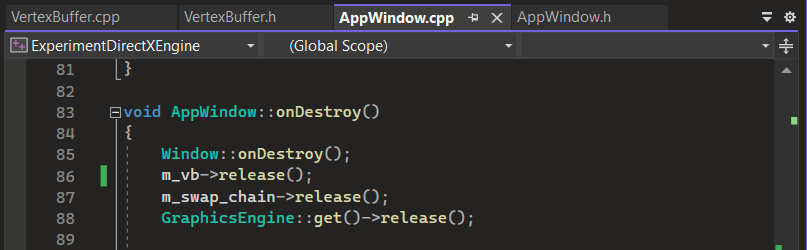 VertexBuffer.cpp VertexBuffer.h AppWindow.cpp AppWindow.h
ExperimentDirectXEngine (Global Scope)
81 }
82
83 void AppWindow::onDestroy()
84 {
85 Window::onDestroy();
86 m_vb->release();
87 m_swap_chain->release();
88 GraphicsEngine::get()->release();
89